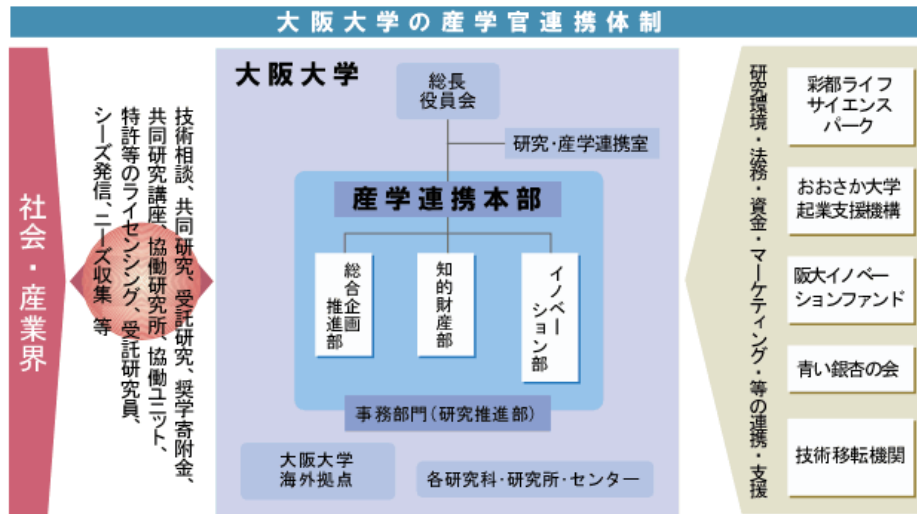 大阪大学の産学官連携体制
社会・産業界
技術相談、共同研究、受託研究、奨学寄附金、
共同研究講座、協働研究所、協働ユニット、
特許等のライセンシング、受託研究員、
シーズ発信、ニーズ収集 等
大阪大学
総長
役員会
研究・産学連携室
産学連携本部
総合企画
推進部
知的財産部
イノベー
ション部
事務部門(研究推進部)
大阪大学
海外拠点
各研究科・研究所・センター
研究環境・法務・資金・マーケティング・等の連携・支援
彩都ライフ
サイエンス
パーク
おおさか大学
起業支援機構
阪大イノベー
ションファンド
青い銀杏の会
技術移転機関